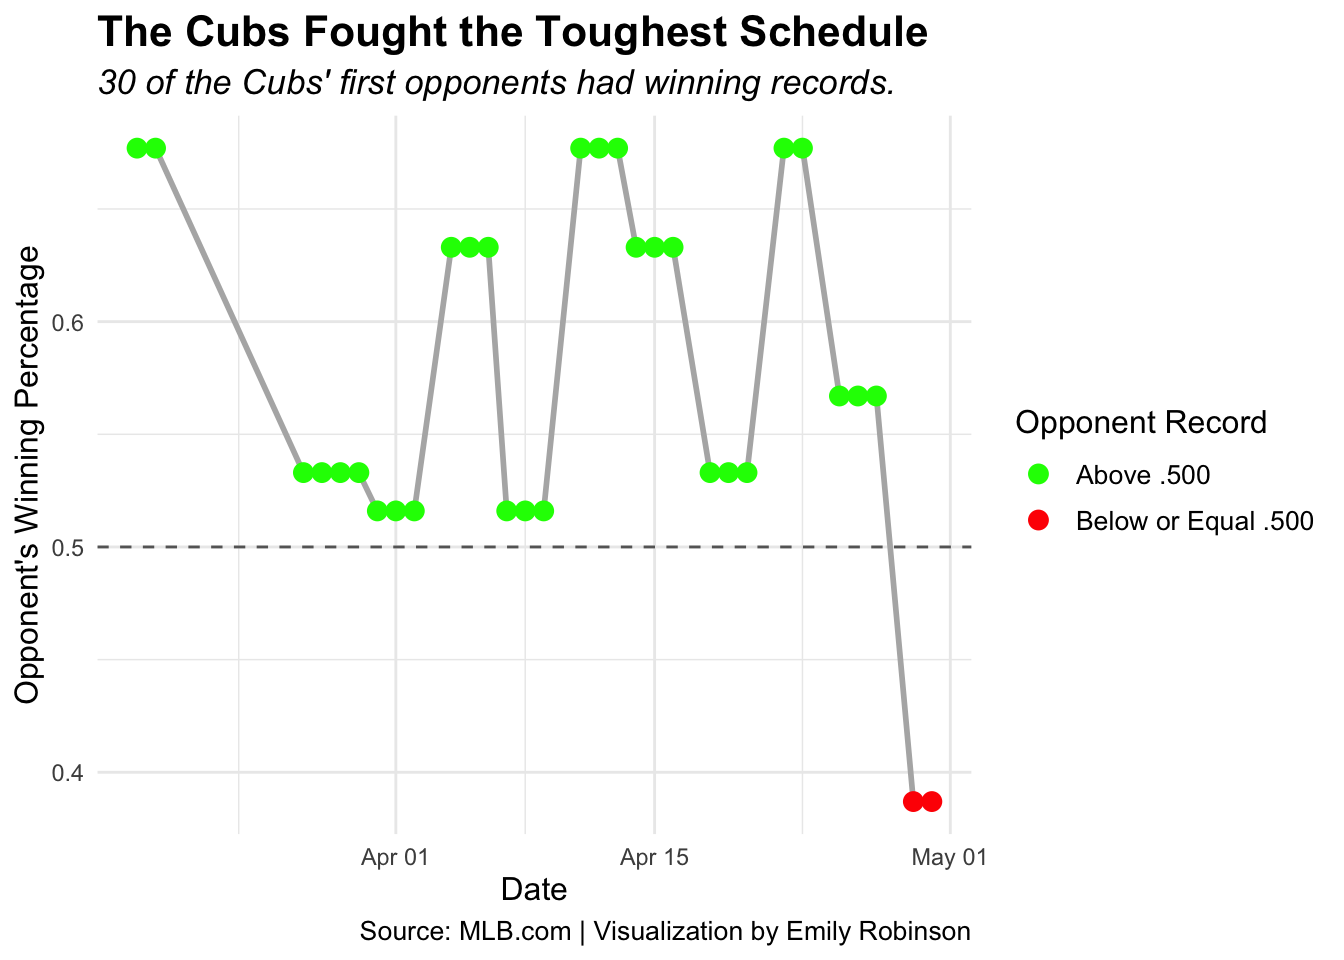 The Cubs Fought the Toughest Schedule
30 of the Cubs' first opponents had winning records.
Opponent's Winning Percentage
0.6
0.5
0.4
Apr 01
Apr 15
May 01
Date
Opponent Record
Above .500
Below or Equal .500
Source: MLB.com | Visualization by Emily Robinson